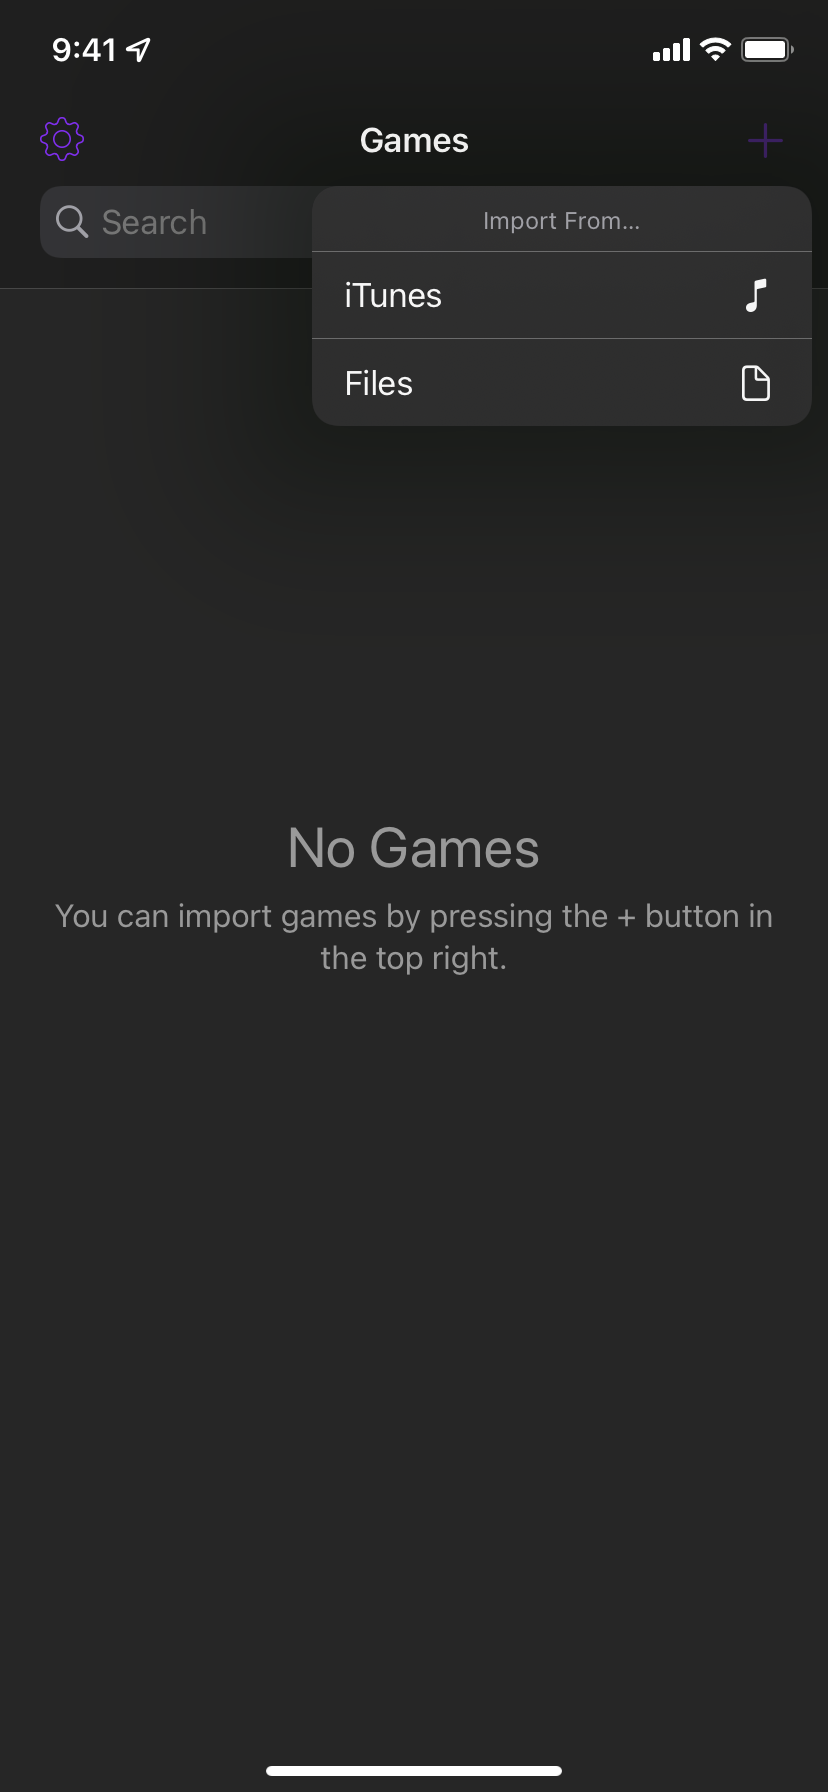 9:41
Games
Search
Import From...
iTunes
Files
No Games
You can import games by pressing the + button in
the top right.